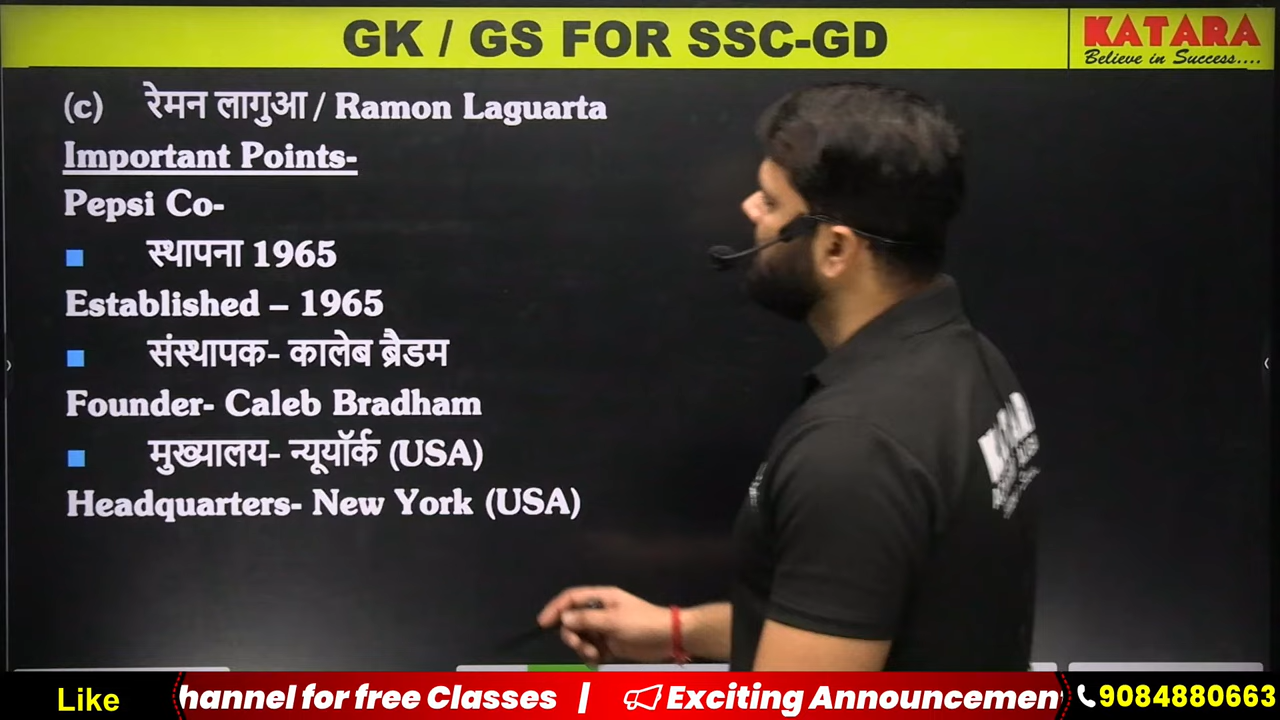 GK / GS FOR SSC-GD
KATARA
Believe in Success....
(c) रेमन लागुआ / Ramon Laguarta
Important Points-
Pepsi Co-
स्थापना 1965
Established – 1965
संस्थापक- कालेब ब्रैडम
Founder- Caleb Bradham
मुख्यालय- न्यूयॉर्क (USA)
Headquarters- New York (USA)
Like
hannel for free Classes | Exciting Announcemen
9084880663